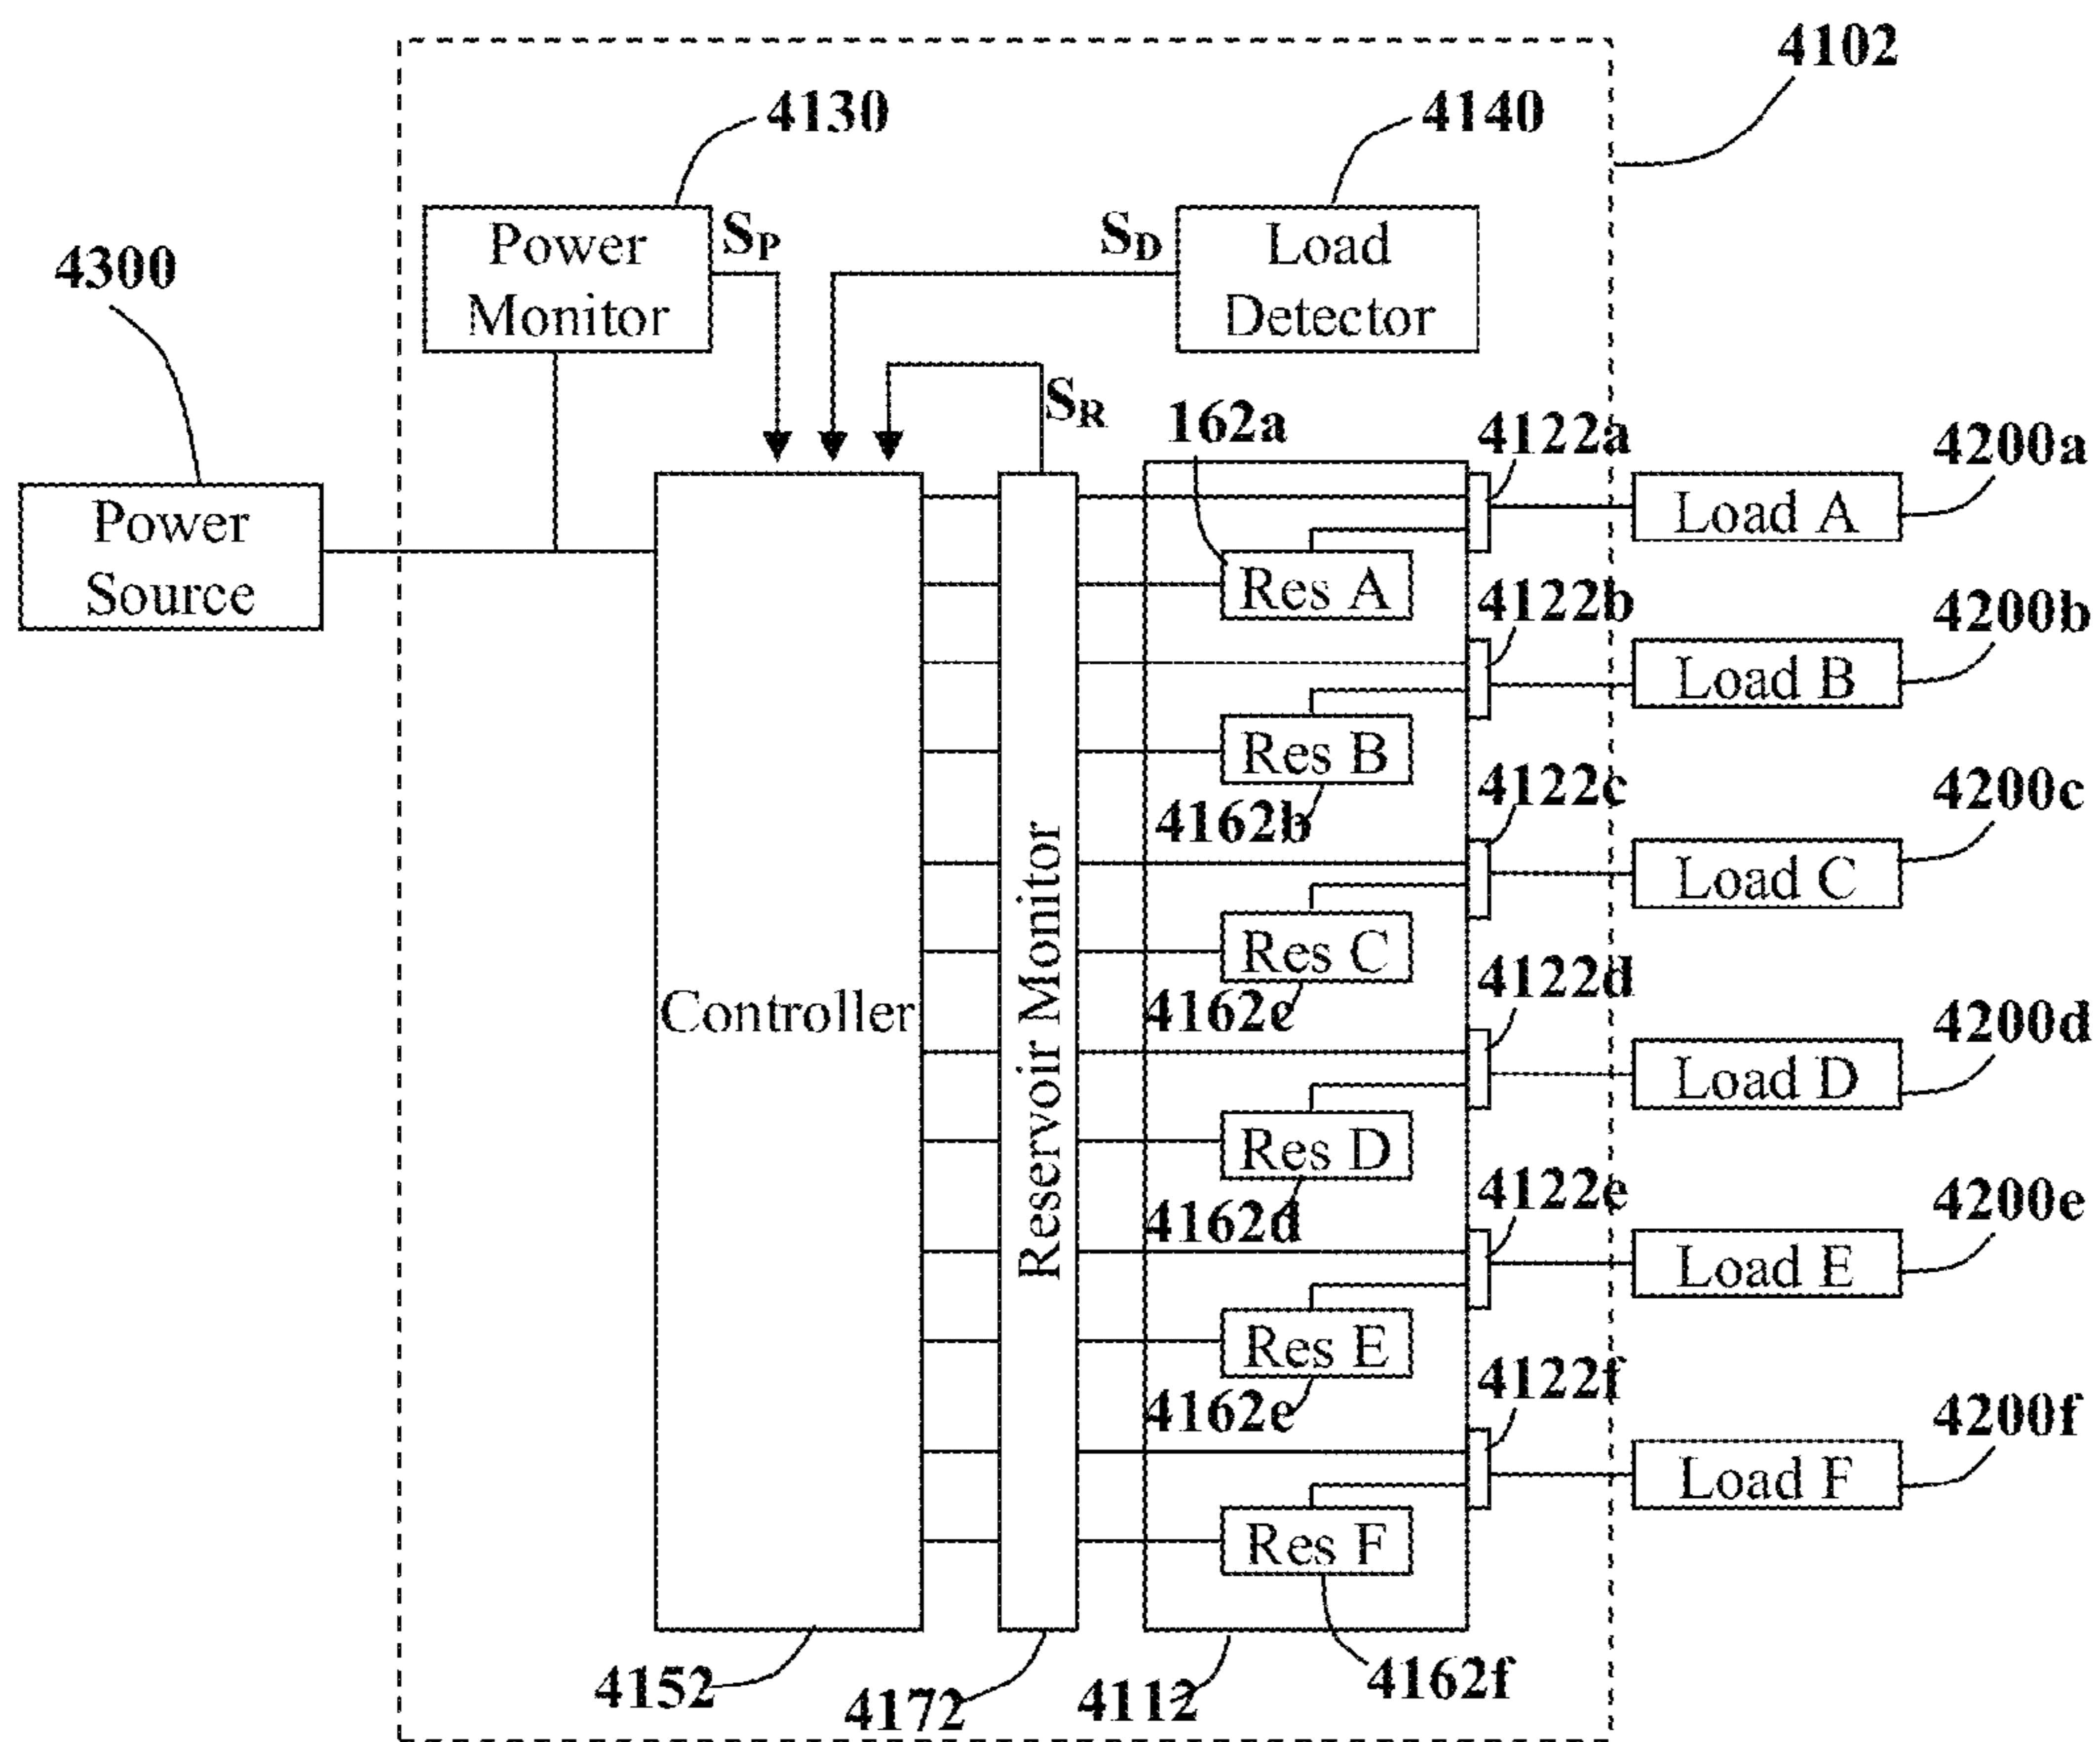 4102
4130
4140
Power
Monitor
SP
SD
Load
Detector
4300
SR
162a
4122a
4200a
Power
Source
Load A
Res A
4122b
4200b
Load B
Res B
4162b
4122c
4200c
Load C
Res C
4162c
Controller
Reservoir Monitor
4122d
4200d
Load D
Res D
4162d
4122e
4200e
Load E
Res E
4162e
4122f
4200f
Load F
Res F
4152
4172
4112
4162f